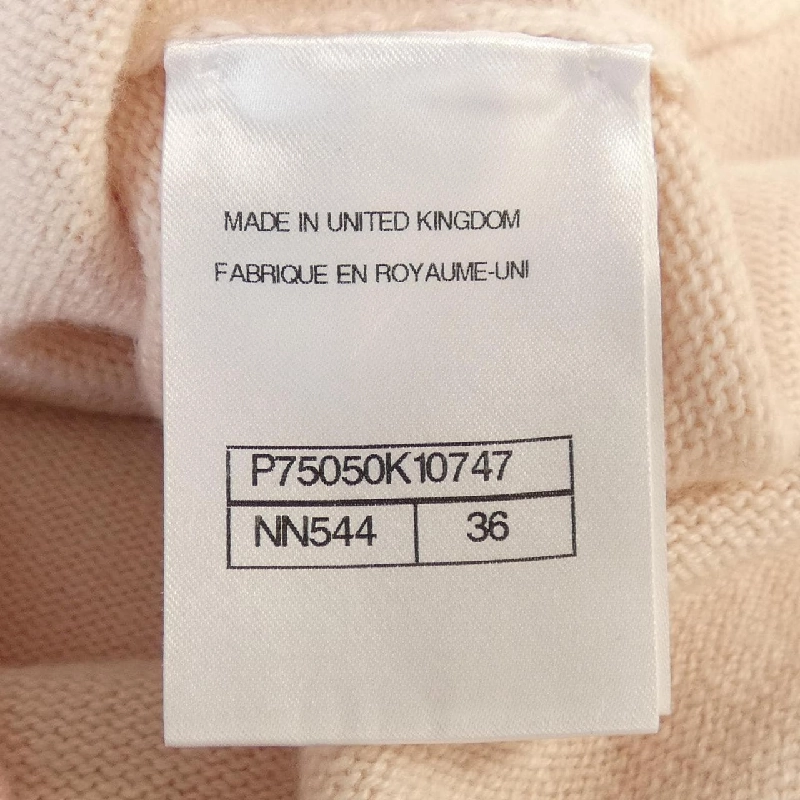 MADE IN UNITED KINGDOM
FABRIQUE EN ROYAUME-UNI
P75050K10747
NN544 36